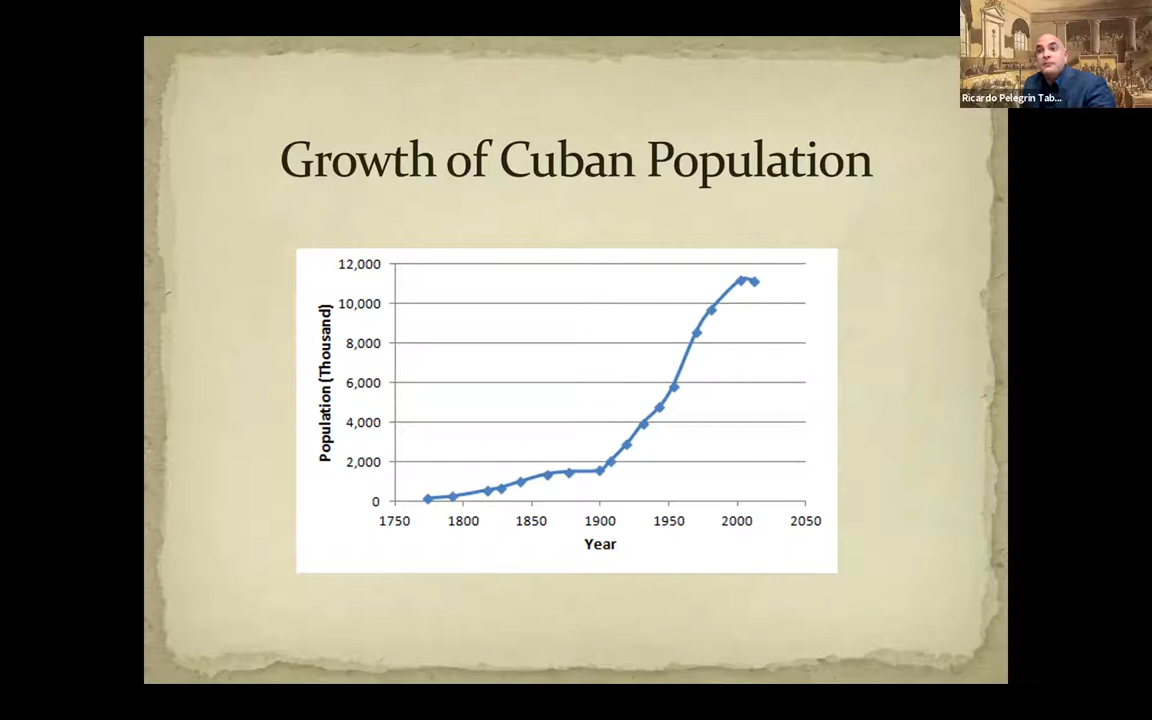 Ricardo Pelegrin Tab...
Growth of Cuban Population
Population (Thousand)
12,000
10,000
8,000
6,000
4,000
2,000
0
1750 1800 1850 1900 1950 2000 2050
Year